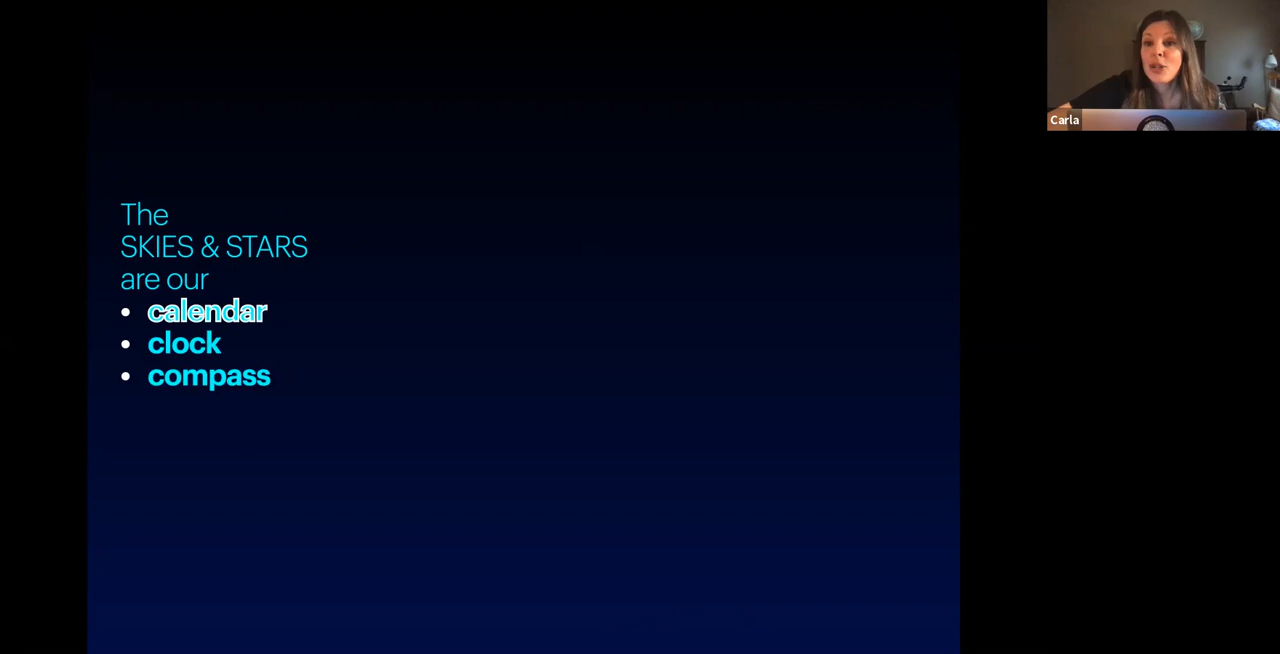 The
SKIES & STARS
are our
• calendar
• clock
• compass
Carla